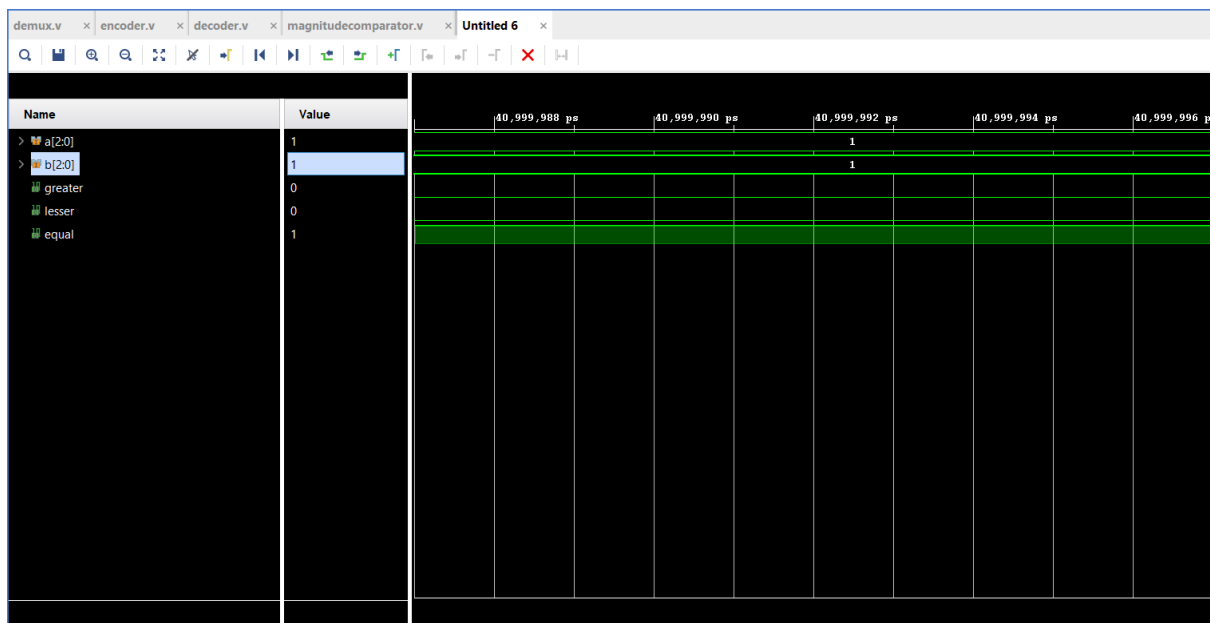 demux.v × encoder.v × decoder.v × magnitudecomparator.v × Untitled 6 ×
Name Value 40,999,988 ps 40,999,990 ps 40,999,992 ps 40,999,994 ps 40,999,996 p
> a[2:0] 1 1
> b[2:0] 1 1
greater 0
lesser 0
equal 1